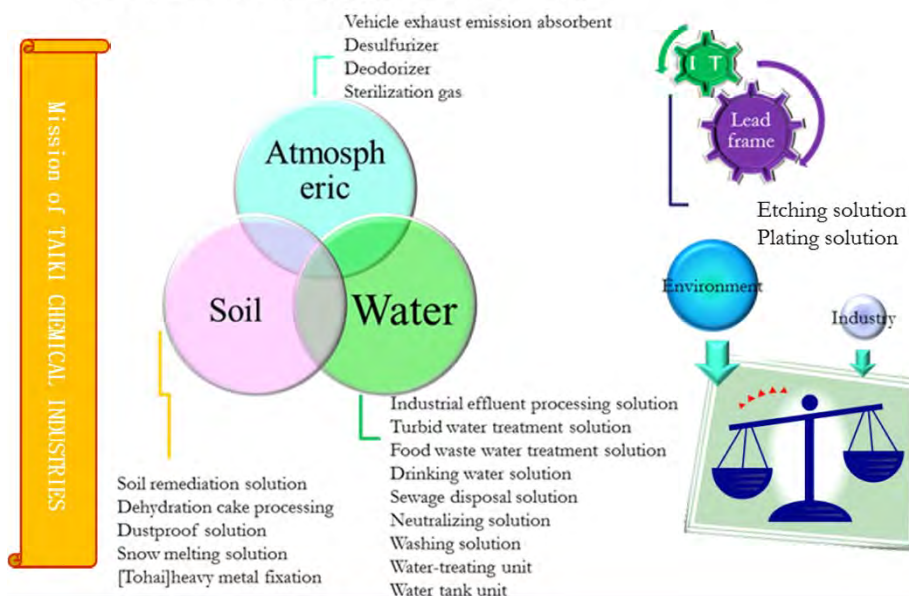 Mission of TAIKI CHEMICAL INDUSTRIES
Vehicle exhaust emission absorbent
Desulfurizer
Deodorizer
Sterilization gas
Atmosph
eric
Soil
Water
Soil remediation solution
Dehydration cake processing
Dustproof solution
Snow melting solution
[Tohai]heavy metal fixation
Industrial effluent processing solution
Turbid water treatment solution
Food waste water treatment solution
Drinking water solution
Sewage disposal solution
Neutralizing solution
Washing solution
Water-treating unit
Water tank unit
I T
Lead
frame
Etching solution
Plating solution
Environment
Industry